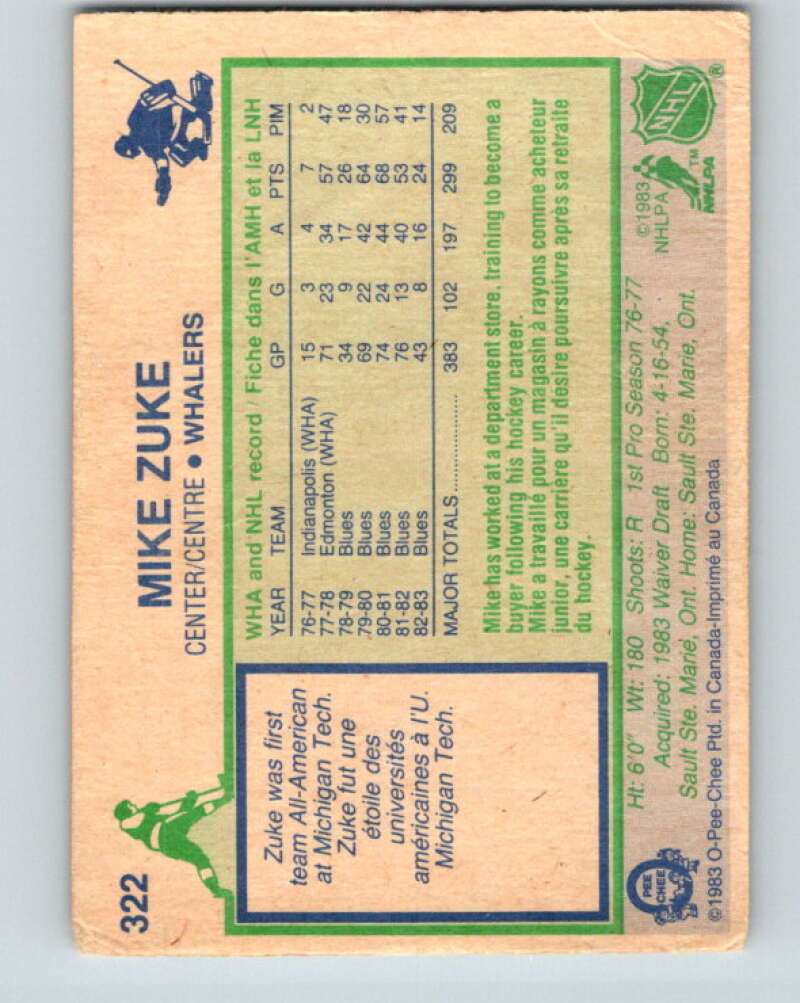 322
MIKE ZUKE
CENTER/CENTRE • WHALERS
Zuke was first
team All-American
at Michigan Tech.
Zuke fut une
étoile des
universités
américaines à l'U.
Michigan Tech.
WHA and NHL record / Fiche dans l'AMH et la LNH
YEAR TEAM GP G A PTS PIM
76-77 Indianapolis (WHA) 15 3 4 7 2
77-78 Edmonton (WHA) 71 23 34 57 47
78-79 Blues 34 9 17 26 18
79-80 Blues 69 22 42 64 30
80-81 Blues 74 24 44 68 57
81-82 Blues 76 13 40 53 41
82-83 Blues 43 8 16 24 14
MAJOR TOTALS................ 383 102 197 299 209
Mike has worked at a department store, training to become a
buyer following his hockey career.
Mike a travaillé pour un magasin à rayons comme acheteur
junior, une carrière qu'il désire poursuivre après sa retraite
du hockey.
Ht: 6'0" Wt: 180 Shoots: R 1st Pro Season 76-77
Acquired: 1983 Waiver Draft Born: 4-16-54,
Sault Ste. Marie, Ont. Home: Sault Ste. Marie, Ont.
©1983 O-Pee-Chee Ptd. in Canada-Imprimé au Canada
PEE
CHEE
©1983
NHLPA
NHL
®
TM
NHLPA